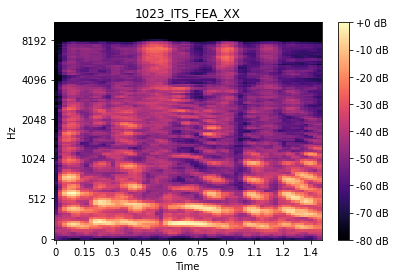 1023_ITS_FEA_XX
+0 dB
8192
-10 dB
4096
-20 dB
-30 dB
2048
Hz
-40 dB
1024
-50 dB
512
-60 dB
-70 dB
0
-80 dB
0 0.15 0.3 0.45 0.6 0.75 0.9 1.1 1.2 1.4
Time